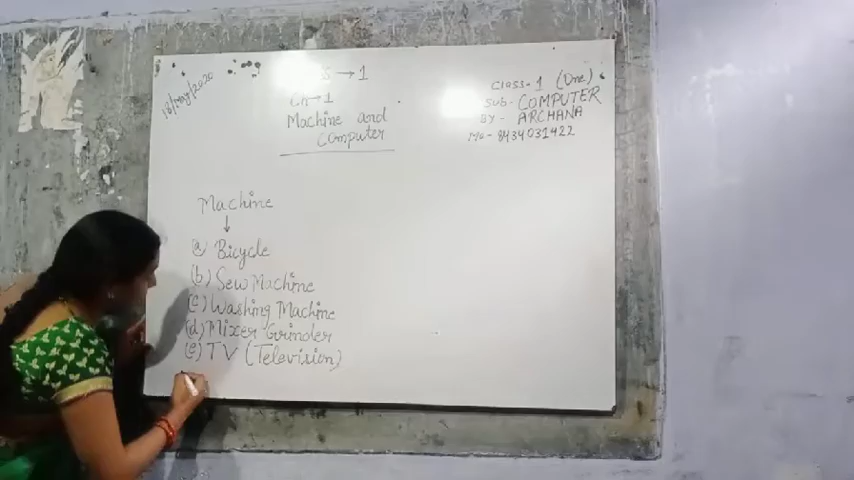 18/May/2020
S → 1
Ch → 1
Machine and
Computer
Class- 1 (One)
Sub- COMPUTER
BY- ARCHANA
Mo- 8434031422
Machine
↓
(a) Bicycle
(b) Sew Machine
(c) Washing Machine
(d) Mixer Grinder
(e) TV (Television)